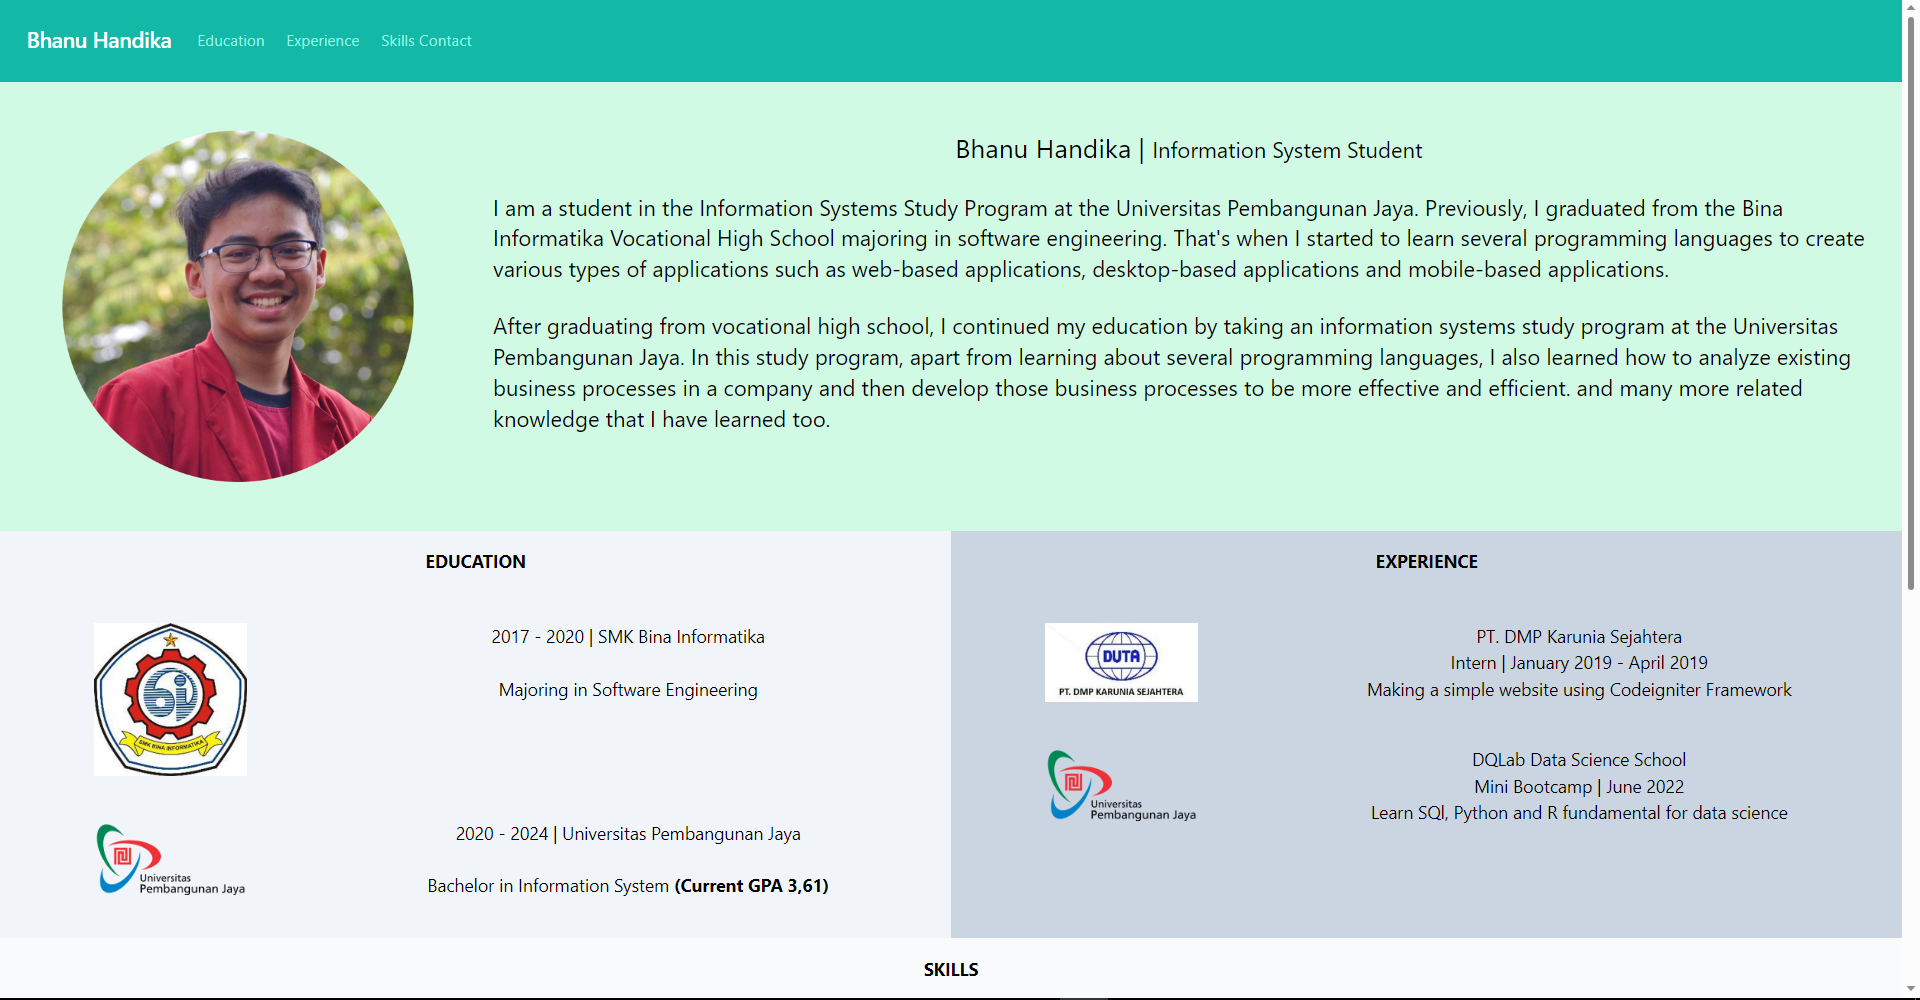 Bhanu Handika Education Experience Skills Contact
Bhanu Handika | Information System Student
I am a student in the Information Systems Study Program at the Universitas Pembangunan Jaya. Previously, I graduated from the Bina
Informatika Vocational High School majoring in software engineering. That's when I started to learn several programming languages to create
various types of applications such as web-based applications, desktop-based applications and mobile-based applications.
After graduating from vocational high school, I continued my education by taking an information systems study program at the Universitas
Pembangunan Jaya. In this study program, apart from learning about several programming languages, I also learned how to analyze existing
business processes in a company and then develop those business processes to be more effective and efficient. and many more related
knowledge that I have learned too.
EDUCATION
SMK BINA INFORMATIKA
2017 - 2020 | SMK Bina Informatika
Majoring in Software Engineering
Universitas
Pembangunan Jaya
2020 - 2024 | Universitas Pembangunan Jaya
Bachelor in Information System (Current GPA 3,61)
EXPERIENCE
DUTA
PT. DMP KARUNIA SEJAHTERA
PT. DMP Karunia Sejahtera
Intern | January 2019 - April 2019
Making a simple website using Codeigniter Framework
Universitas
Pembangunan Jaya
DQLab Data Science School
Mini Bootcamp | June 2022
Learn SQl, Python and R fundamental for data science
SKILLS